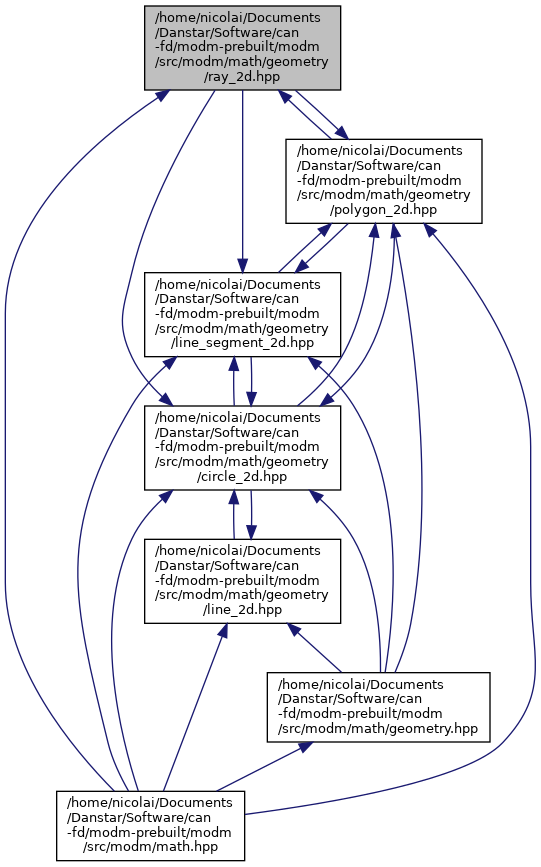 /home/nicolai/Documents
/Danstar/Software/can
-fd/modm-prebuilt/modm
/src/modm/math/geometry
/ray_2d.hpp
/home/nicolai/Documents
/Danstar/Software/can
-fd/modm-prebuilt/modm
/src/modm/math/geometry
/polygon_2d.hpp
/home/nicolai/Documents
/Danstar/Software/can
-fd/modm-prebuilt/modm
/src/modm/math/geometry
/line_segment_2d.hpp
/home/nicolai/Documents
/Danstar/Software/can
-fd/modm-prebuilt/modm
/src/modm/math/geometry
/circle_2d.hpp
/home/nicolai/Documents
/Danstar/Software/can
-fd/modm-prebuilt/modm
/src/modm/math/geometry
/line_2d.hpp
/home/nicolai/Documents
/Danstar/Software/can
-fd/modm-prebuilt/modm
/src/modm/math/geometry.hpp
/home/nicolai/Documents
/Danstar/Software/can
-fd/modm-prebuilt/modm
/src/modm/math.hpp